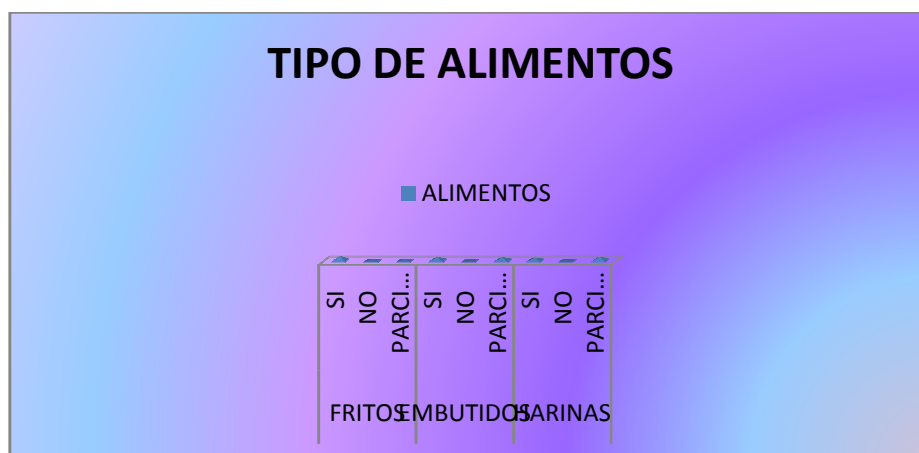 TIPO DE ALIMENTOS
ALIMENTOS
SI
NO
PARCI...
SI
NO
PARCI...
SI
NO
PARCI...
FRITOS
EMBUTIDOS
HARINAS